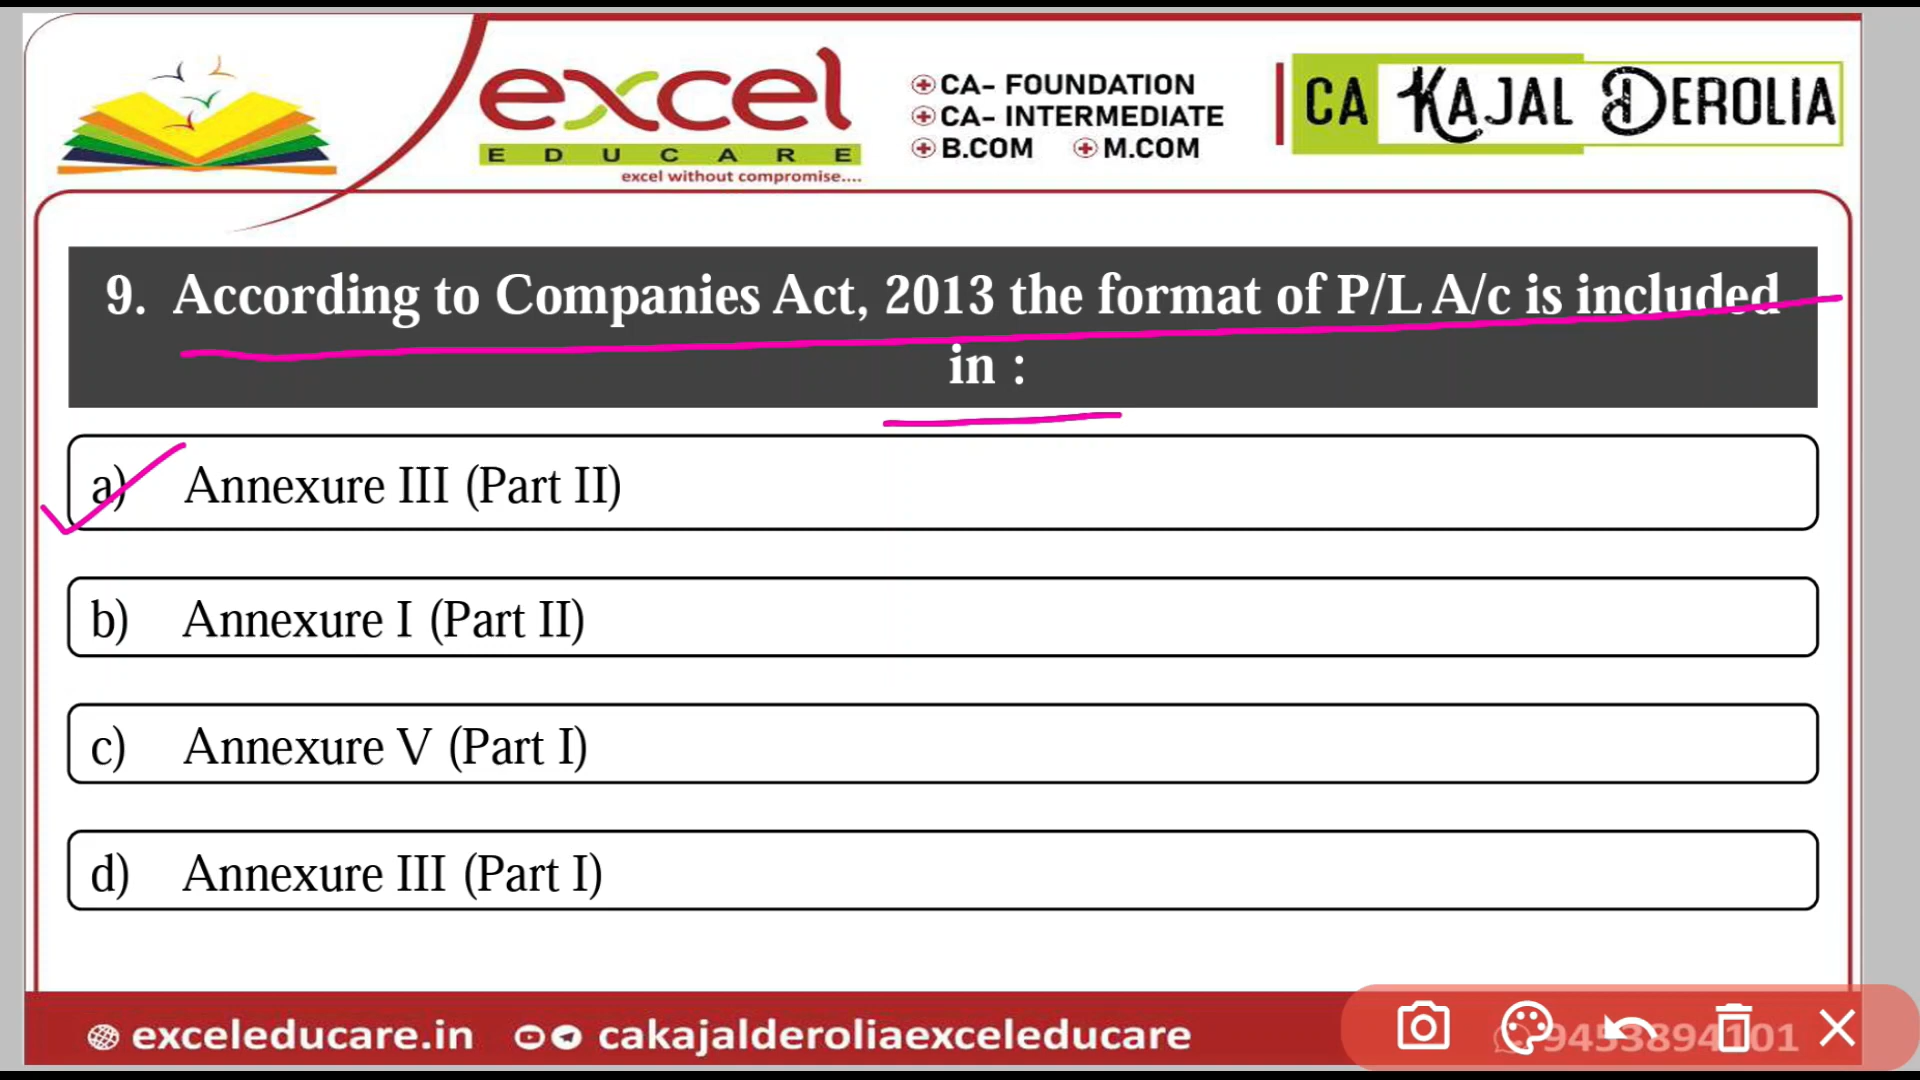 excel
EDUCARE
excel without compromise....
CA- FOUNDATION
CA- INTERMEDIATE
B.COM M.COM
CA KAJAL DEROLIA
9. According to Companies Act, 2013 the format of P/L A/c is included
in :
a) Annexure III (Part II)
b) Annexure I (Part II)
c) Annexure V (Part I)
d) Annexure III (Part I)
exceleducare.in cakajalderoliaexceleducare 9453894101